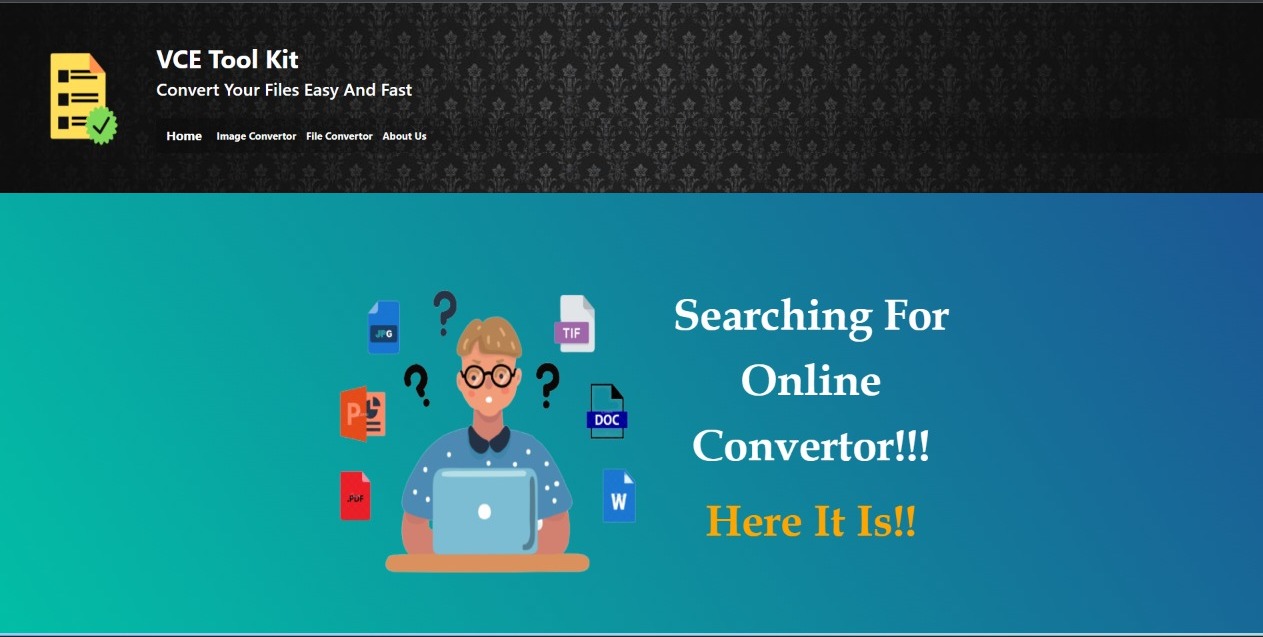 VCE Tool Kit
Convert Your Files Easy And Fast
Home Image Convertor File Convertor About Us
JPG
TIF
Searching For
Online
Convertor!!!
Here It Is!!
P
DOC
.PDF
W